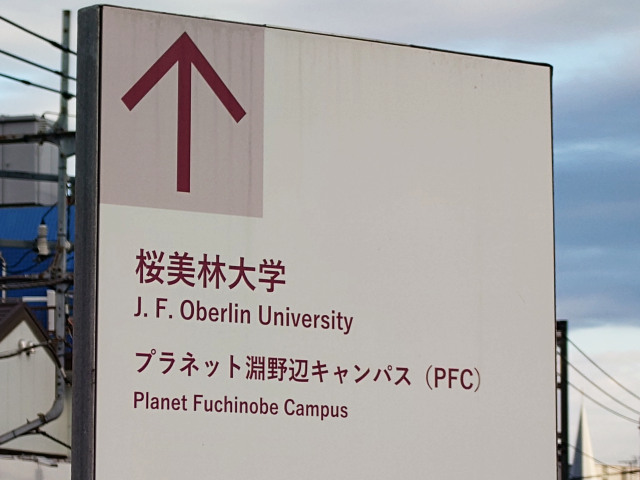 桜美林大学
J. F. Oberlin University
プラネット淵野辺キャンパス（PFC）
Planet Fuchinobe Campus